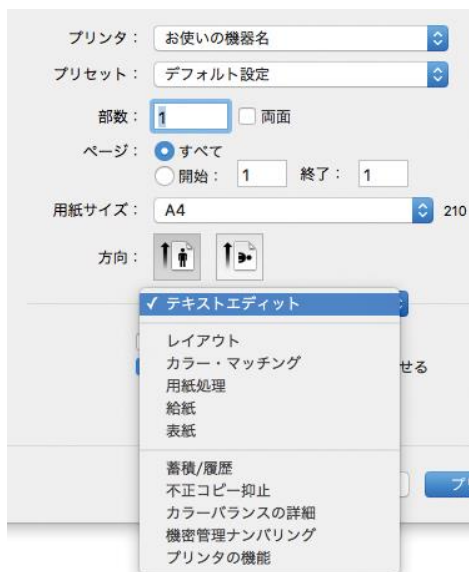 プリンタ： お使いの機器名
プリセット： デフォルト設定
部数： 1 両面
ページ： すべて
開始： 1 終了： 1
用紙サイズ： A4 210
方向：
✓ テキストエディット
レイアウト
カラー・マッチング
せる
用紙処理
給紙
表紙
蓄積/履歴
不正コピー抑止
プ
カラーバランスの詳細
機密管理ナンバリング
プリンタの機能